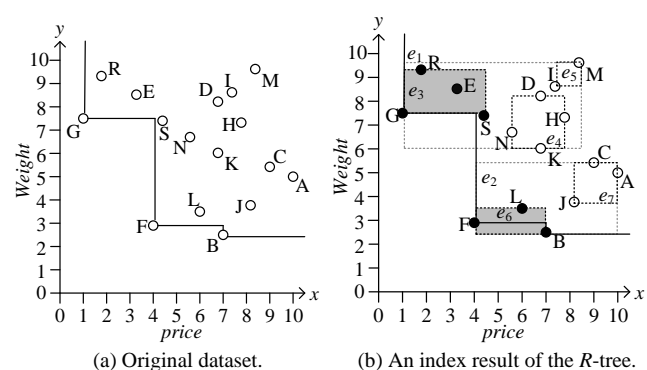 y
10
9
8
7
6
5
4
3
2
1
0
Weight
R
E
G
S
N
D
I
M
H
K
C
A
L
J
F
B
0 1 2 3 4 5 6 7 8 9 10
x
price
(a) Original dataset.
y
10
9
8
7
6
5
4
3
2
1
0
Weight
e1
R
e3
E
G
S
N
D
I
e5
M
H
e4
K
C
A
e2
L
e6
J
e7
F
B
0 1 2 3 4 5 6 7 8 9 10
x
price
(b) An index result of the R-tree.